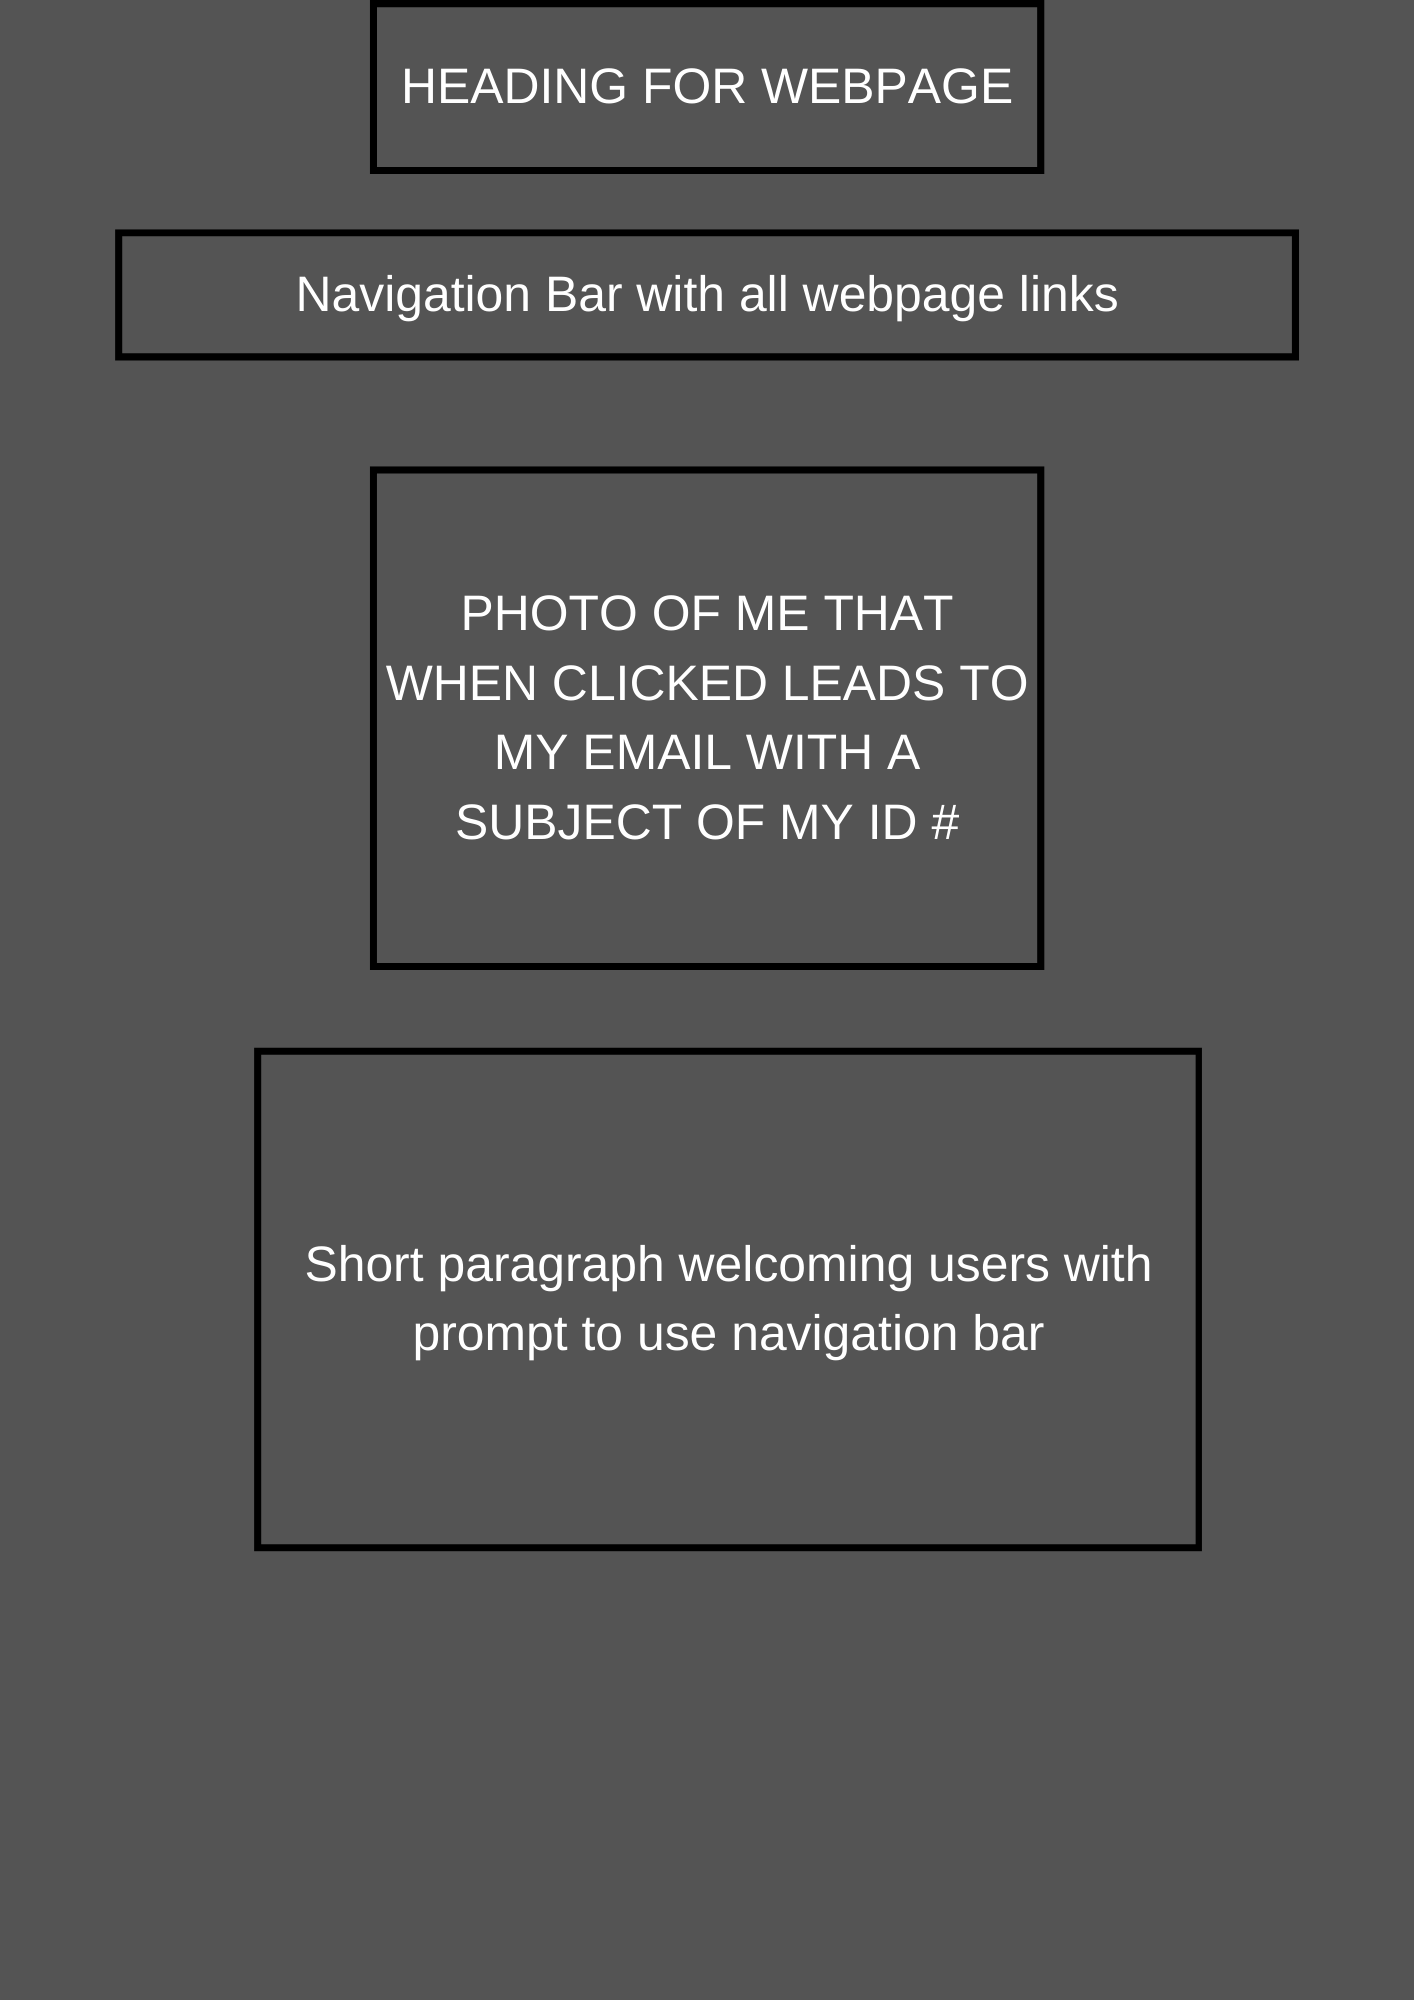 HEADING FOR WEBPAGE
Navigation Bar with all webpage links
PHOTO OF ME THAT
WHEN CLICKED LEADS TO
MY EMAIL WITH A
SUBJECT OF MY ID #
Short paragraph welcoming users with
prompt to use navigation bar